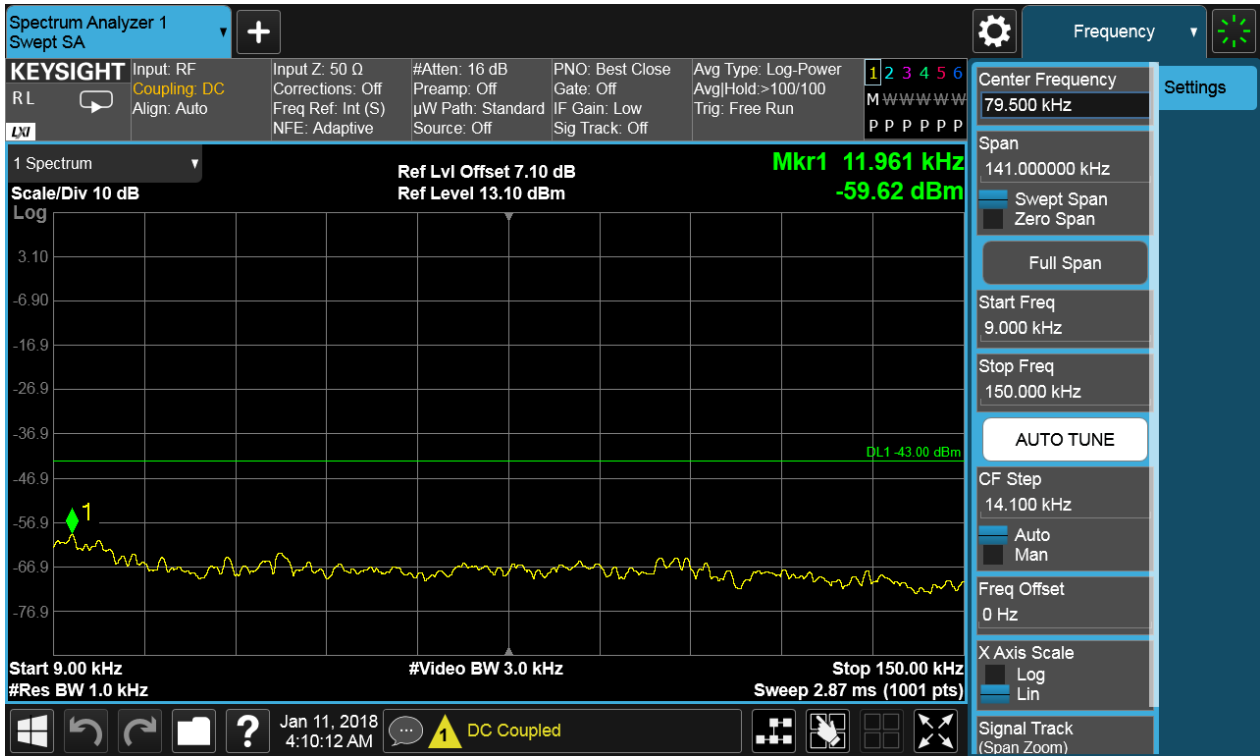 Spectrum Analyzer 1
Swept SA
+
Frequency
KEYSIGHT
R L
LXI
Input: RF
Coupling: DC
Align: Auto
Input Z: 50 Ω
Corrections: Off
Freq Ref: Int (S)
NFE: Adaptive
#Atten: 16 dB
Preamp: Off
µW Path: Standard
Source: Off
PNO: Best Close
Gate: Off
IF Gain: Low
Sig Track: Off
Avg Type: Log-Power
Avg|Hold:>100/100
Trig: Free Run
1 2 3 4 5 6
M W W W W W
P P P P P P
1 Spectrum
Scale/Div 10 dB
Log
Ref Lvl Offset 7.10 dB
Ref Level 13.10 dBm
Mkr1 11.961 kHz
-59.62 dBm
3.10
-6.90
-16.9
-26.9
-36.9
DL1 -43.00 dBm
-46.9
1
-56.9
-66.9
-76.9
Start 9.00 kHz
#Res BW 1.0 kHz
#Video BW 3.0 kHz
Stop 150.00 kHz
Sweep 2.87 ms (1001 pts)
Center Frequency
79.500 kHz
Span
141.000000 kHz
Swept Span
Zero Span
Full Span
Start Freq
9.000 kHz
Stop Freq
150.000 kHz
AUTO TUNE
CF Step
14.100 kHz
Auto
Man
Freq Offset
0 Hz
X Axis Scale
Log
Lin
Signal Track
(Span Zoom)
Settings
?
Jan 11, 2018
4:10:12 AM
1
DC Coupled